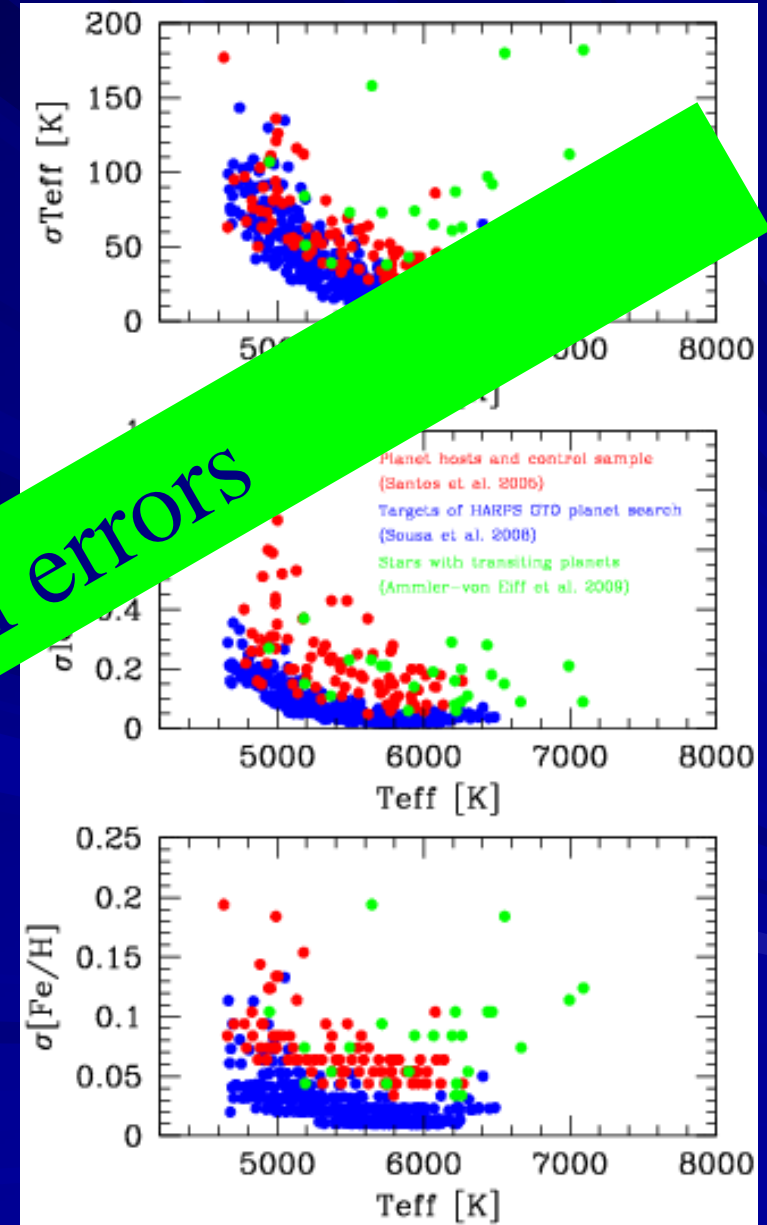 200
150
100
50
0
σTeff [K]
8000
errors
0.2
0
Planet hosts and control sample
(Santos et al. 2005)
Targets of HARPS GTO planet search
(Sousa et al. 2008)
Stars with transiting planets
(Ammler-von Eiff et al. 2009)
5000 6000 7000 8000
Teff [K]
0.25
0.2
0.15
0.1
0.05
0
σ[Fe/H]
5000 6000 7000 8000
Teff [K]